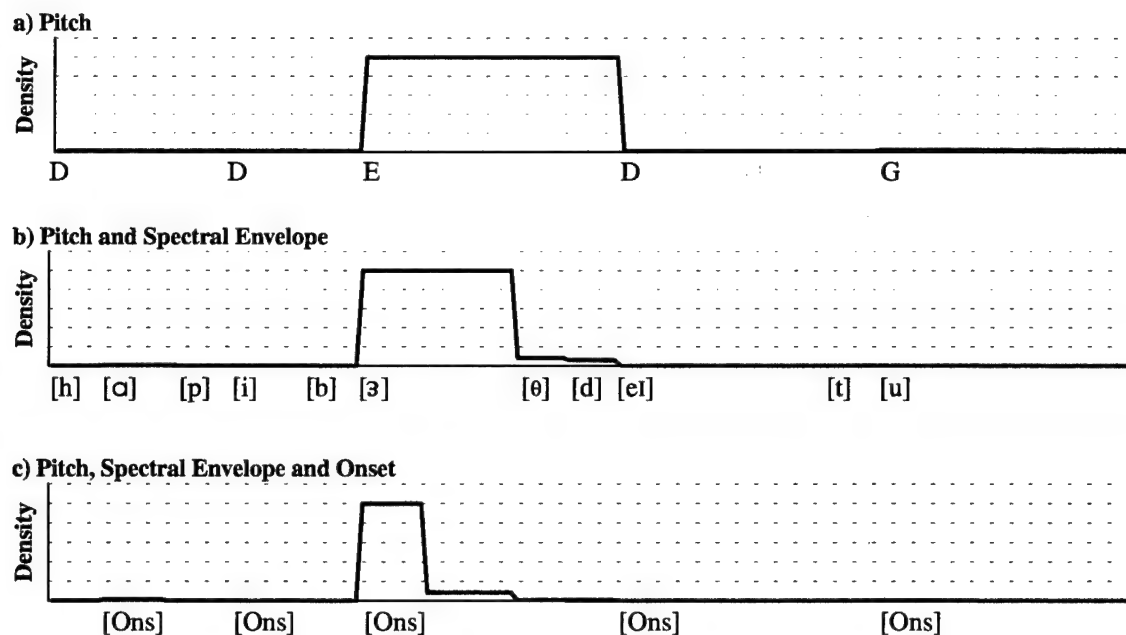 a) Pitch
Density
D D E D G
b) Pitch and Spectral Envelope
Density
[h] [ɑ] [p] [i] [b] [ɜ] [θ] [d] [eɪ] [t] [u]
c) Pitch, Spectral Envelope and Onset
Density
[Ons] [Ons] [Ons] [Ons] [Ons]